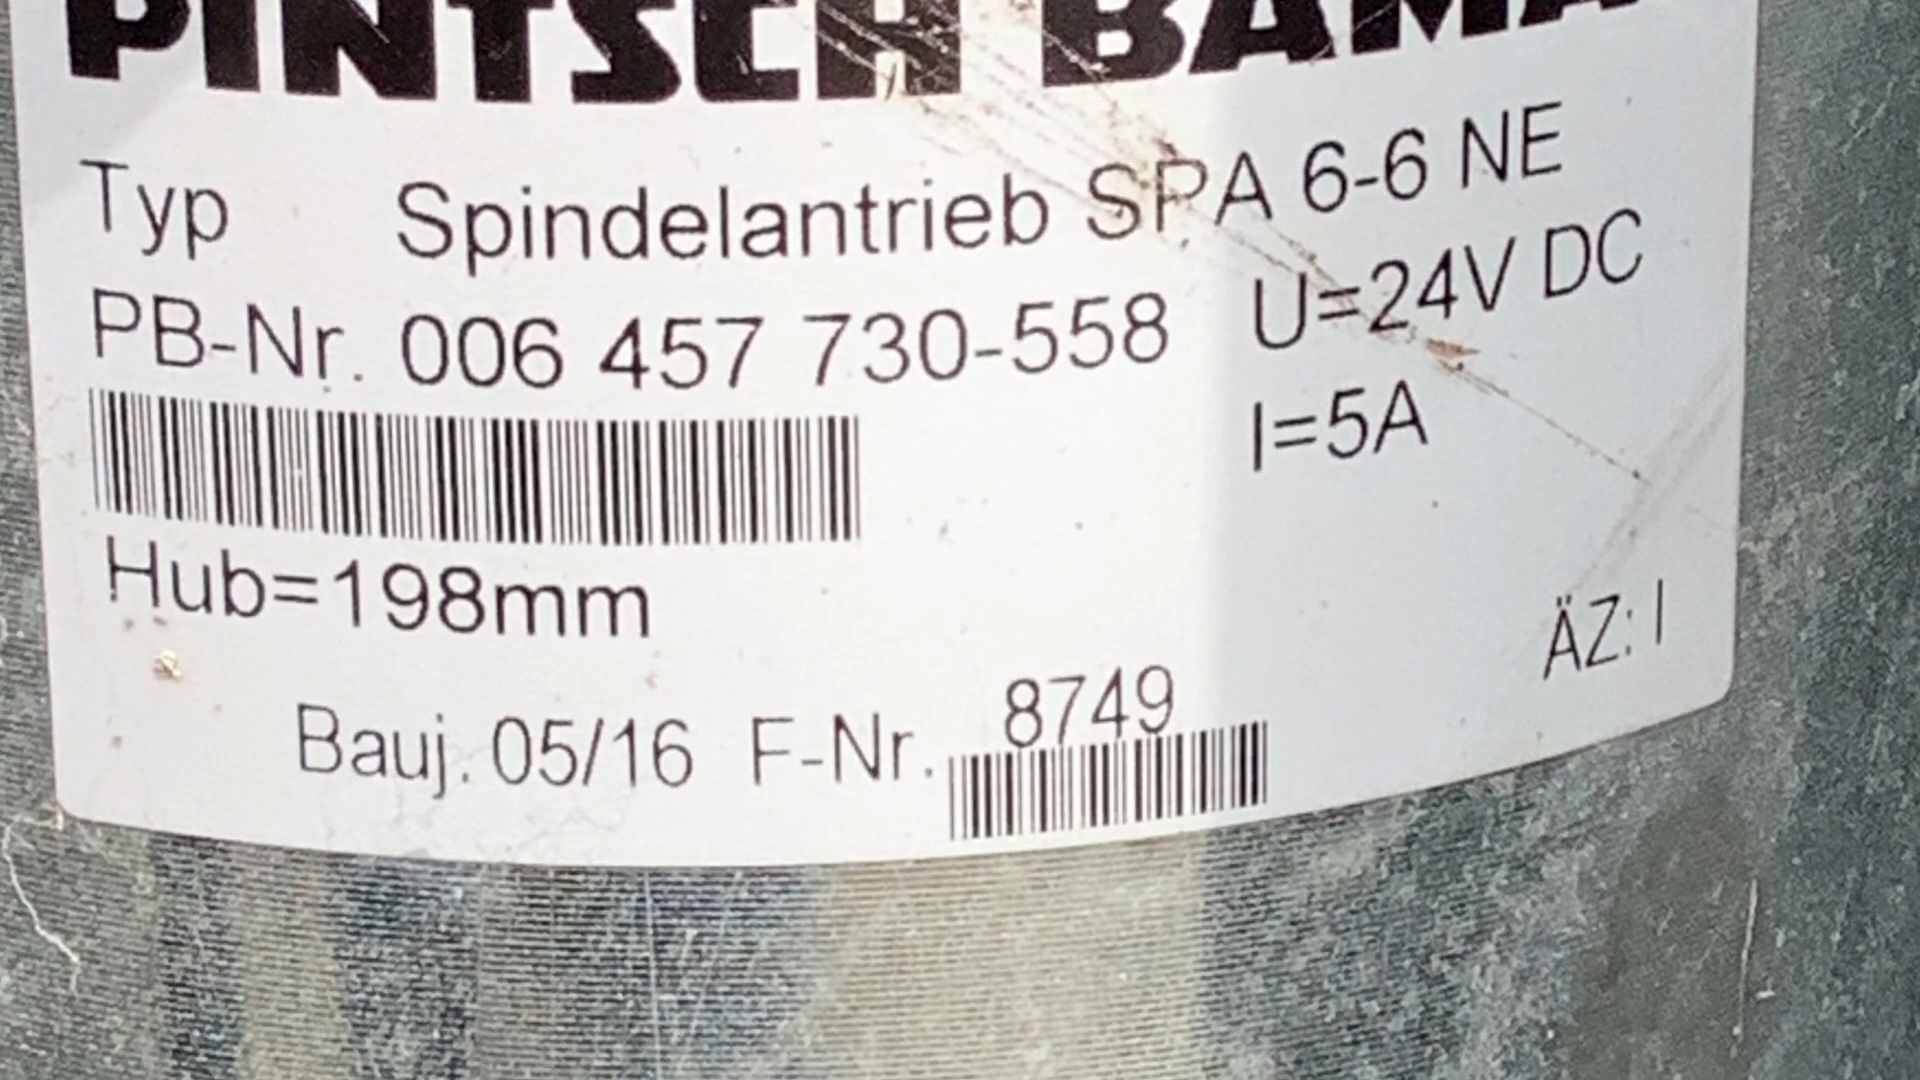 PINTSCH BAMA
Typ Spindelantrieb SPA 6-6 NE
PB-Nr. 006 457 730-558 U=24V DC
I=5A
Hub=198mm
ÄZ: I
Bauj. 05/16 F-Nr. 8749